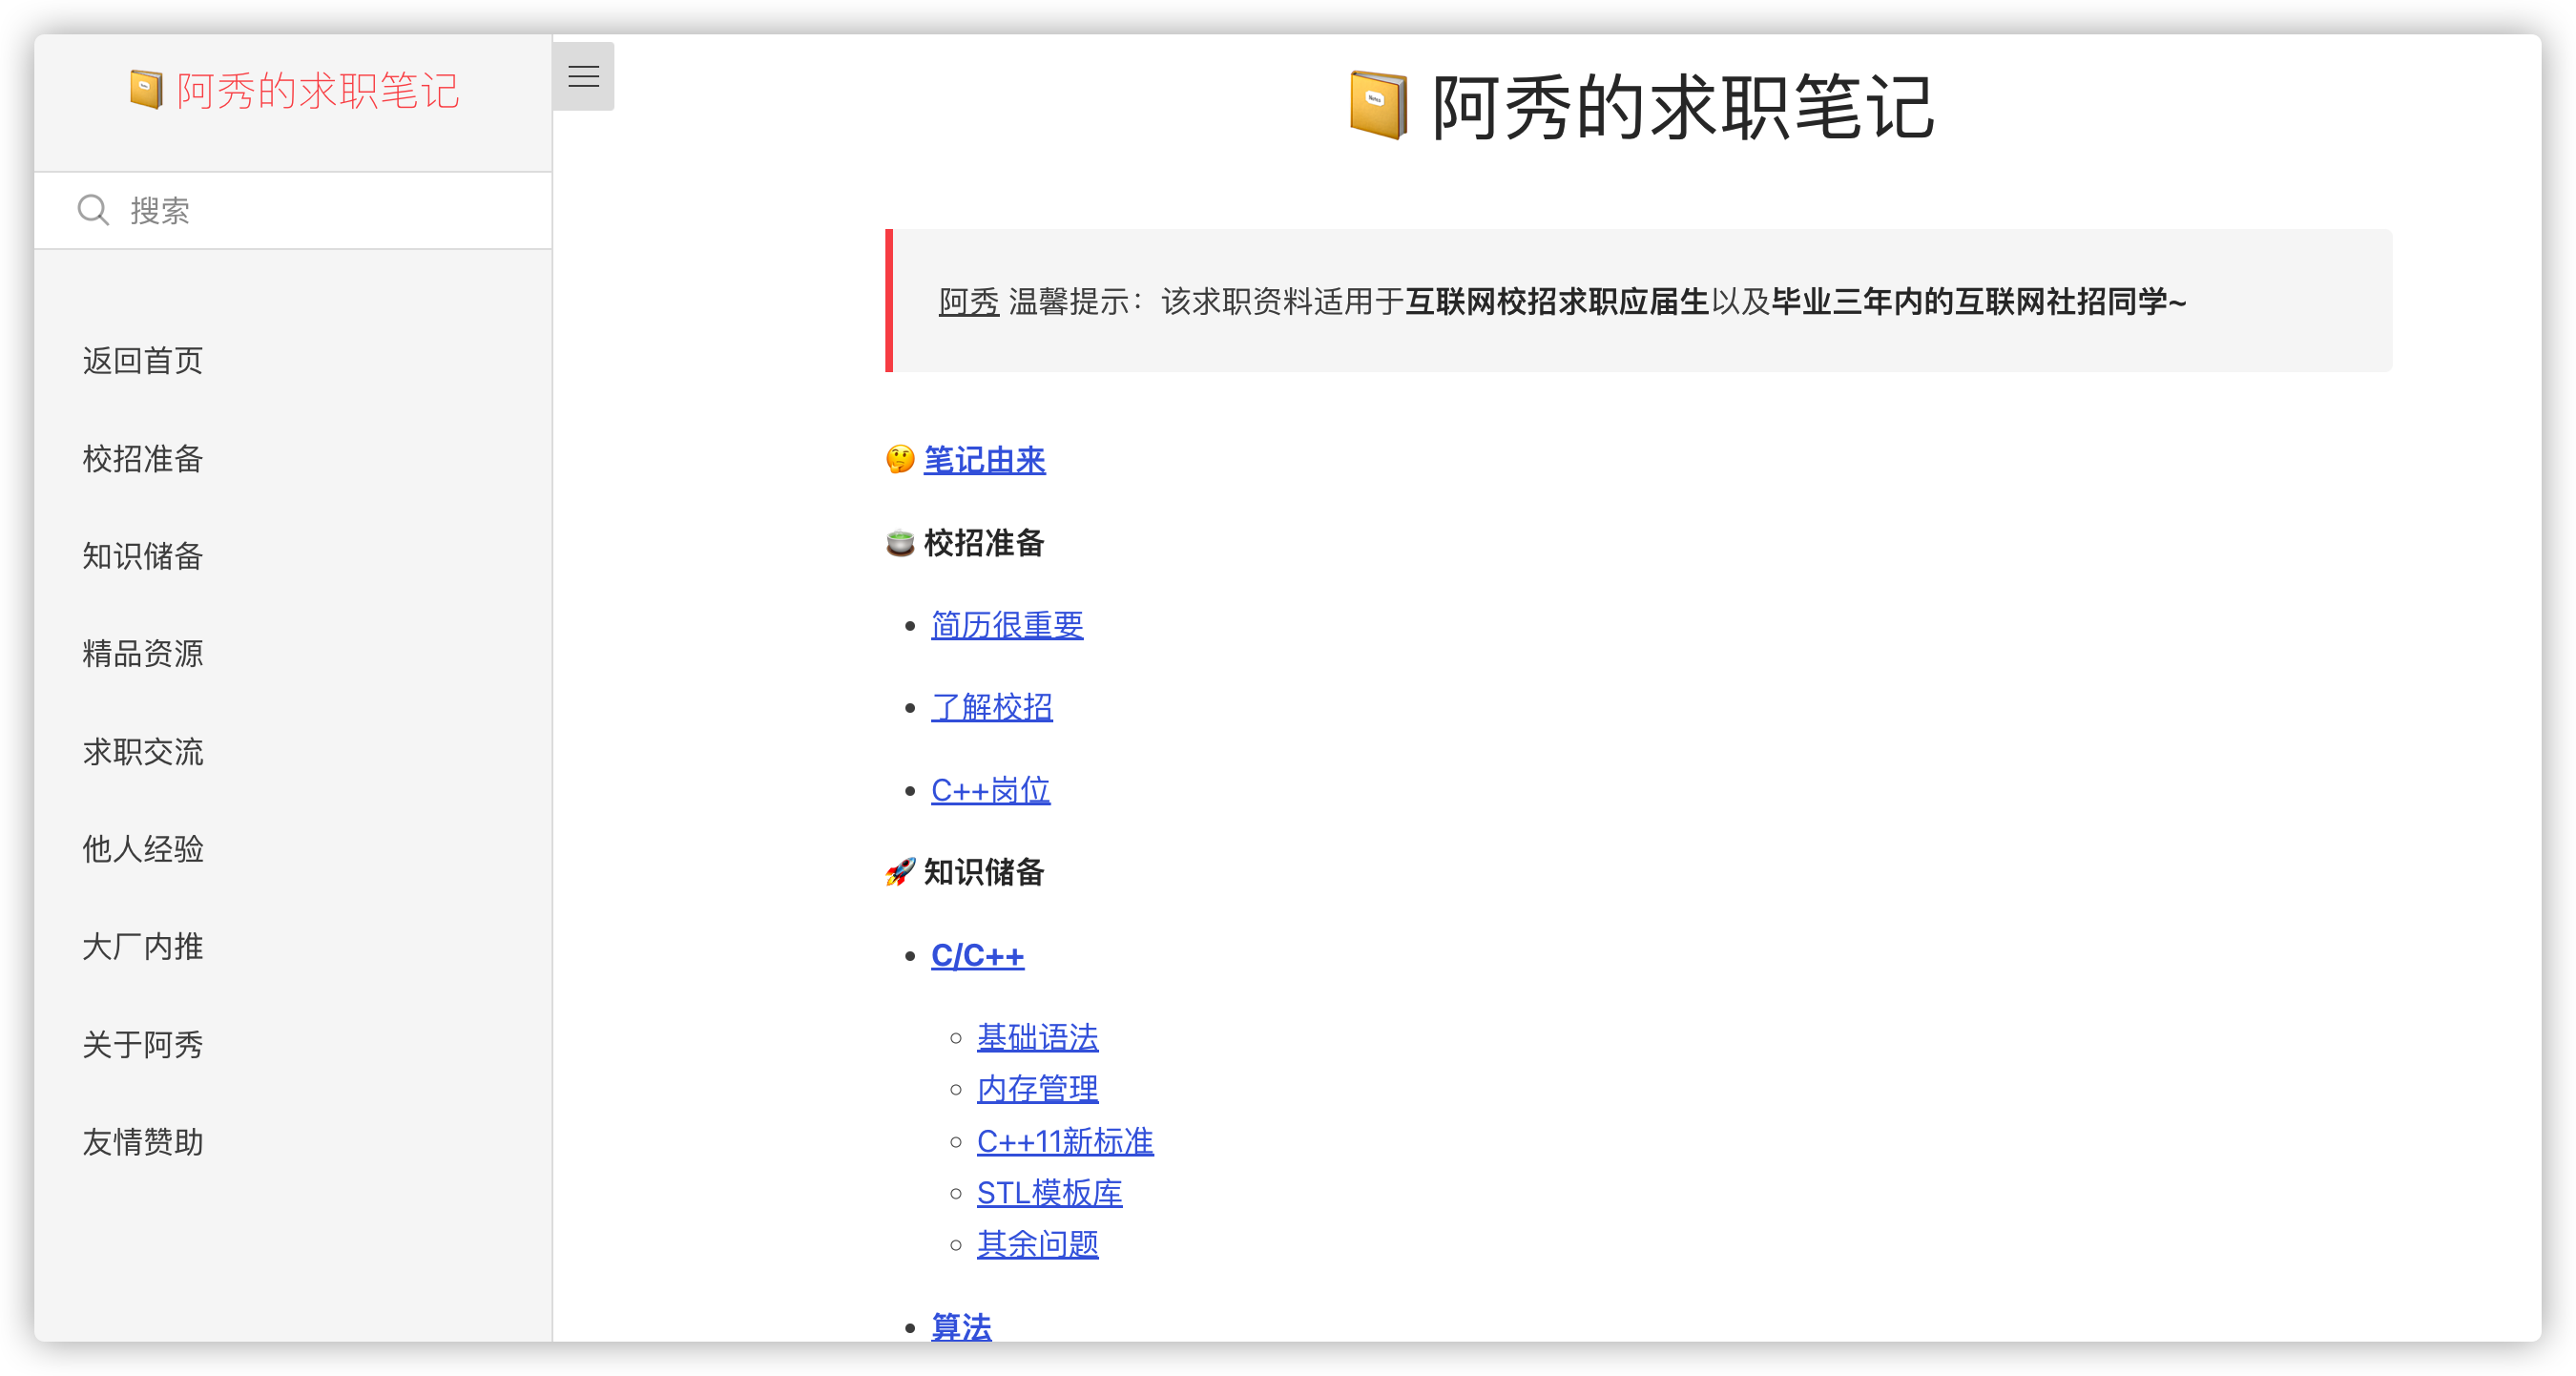 阿秀的求职笔记
搜索
返回首页
校招准备
知识储备
精品资源
求职交流
他人经验
大厂内推
关于阿秀
友情赞助
阿秀的求职笔记
阿秀 温馨提示：该求职资料适用于互联网校招求职应届生以及毕业三年内的互联网社招同学~
🤔 笔记由来
🍵 校招准备
简历很重要
了解校招
C++岗位
🚀 知识储备
C/C++
基础语法
内存管理
C++11新标准
STL模板库
其余问题
算法